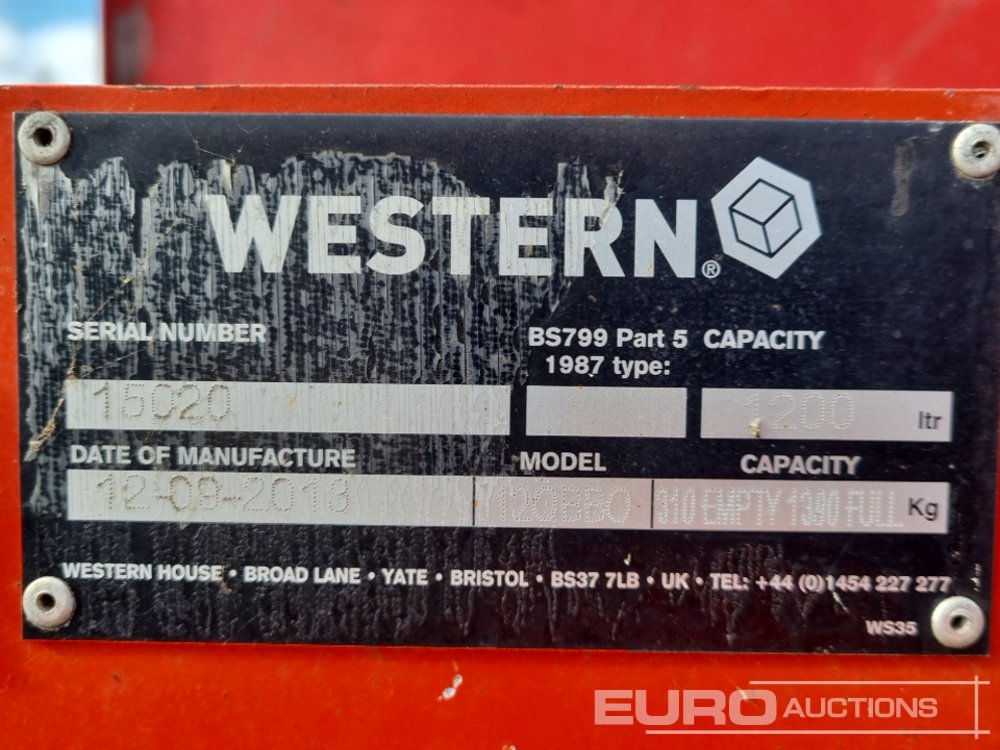 WESTERN®
SERIAL NUMBER BS799 Part 5 CAPACITY
1987 type:
15020 1200 ltr
DATE OF MANUFACTURE MODEL CAPACITY
12-09-2013 120BBO 310 EMPTY 1390 FULL Kg
WESTERN HOUSE • BROAD LANE • YATE • BRISTOL • BS37 7LB • UK • TEL: +44 (0)1454 227 277
WS35
EURO AUCTIONS